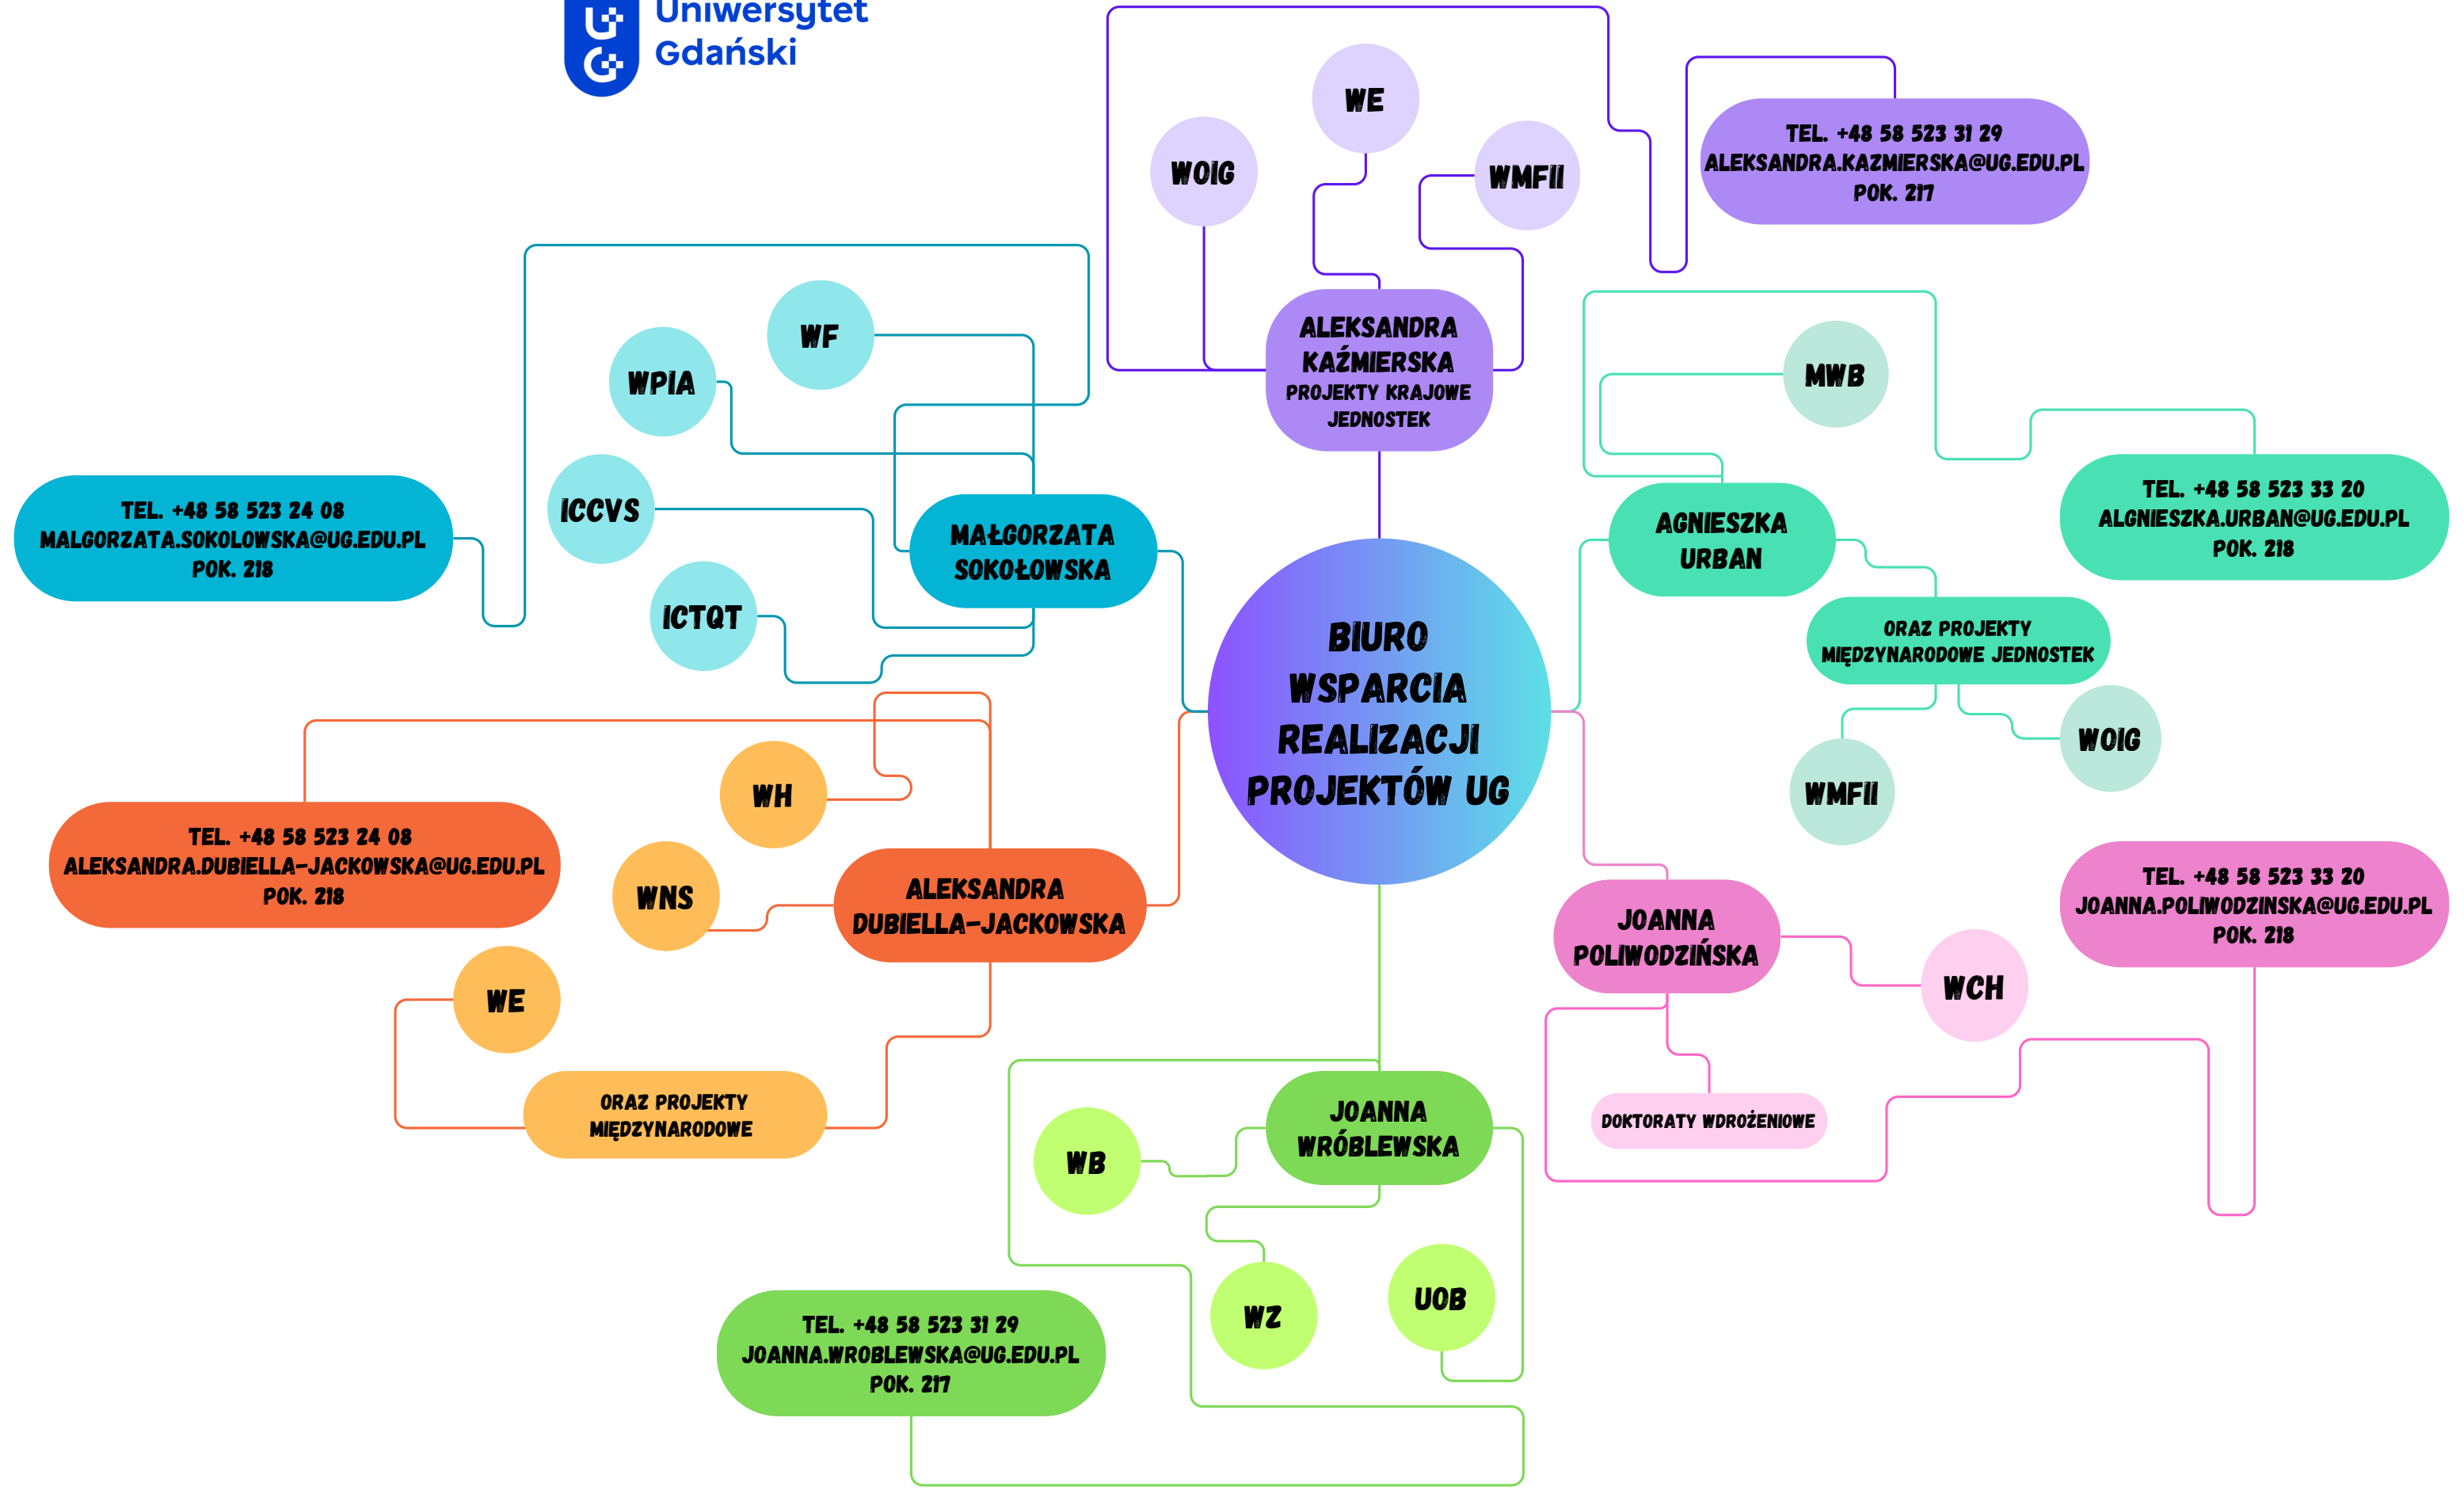 Uniwersytet
Gdański
WE
WOIG
WMFII
TEL. +48 58 523 31 29
ALEKSANDRA.KAZMIERSKA@UG.EDU.PL
POK. 217
ALEKSANDRA
KAŹMIERSKA
PROJEKTY KRAJOWE
JEDNOSTEK
WF
WPIA
ICCVS
ICTQT
MAŁGORZATA
SOKOŁOWSKA
TEL. +48 58 523 24 08
MALGORZATA.SOKOLOWSKA@UG.EDU.PL
POK. 218
MWB
AGNIESZKA
URBAN
TEL. +48 58 523 33 20
ALGNIESZKA.URBAN@UG.EDU.PL
POK. 218
ORAZ PROJEKTY
MIĘDZYNARODOWE JEDNOSTEK
WOIG
WMFII
BIURO
WSPARCIA
REALIZACJI
PROJEKTÓW UG
WH
WNS
WE
TEL. +48 58 523 24 08
ALEKSANDRA.DUBIELLA-JACKOWSKA@UG.EDU.PL
POK. 218
ALEKSANDRA
DUBIELLA-JACKOWSKA
ORAZ PROJEKTY
MIĘDZYNARODOWE
JOANNA
POLIWODZIŃSKA
TEL. +48 58 523 33 20
JOANNA.POLIWODZINSKA@UG.EDU.PL
POK. 218
WCH
DOKTORATY WDROŻENIOWE
JOANNA
WRÓBLEWSKA
WB
WZ
UOB
TEL. +48 58 523 31 29
JOANNA.WROBLEWSKA@UG.EDU.PL
POK. 217